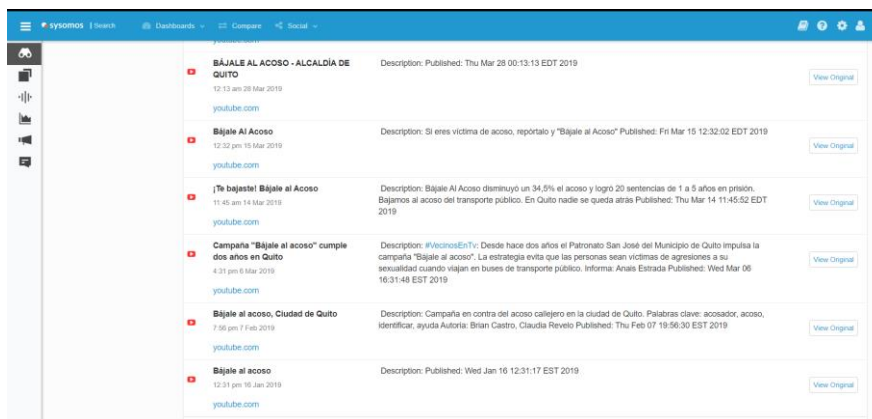 sysomos | Search Dashboards Compare Social
youtube.com
BÁJALE AL ACOSO - ALCALDÍA DE
QUITO
12:13 am 28 Mar 2019
youtube.com
Description: Published: Thu Mar 28 00:13:13 EDT 2019
View Original
Bájale Al Acoso
12:32 pm 15 Mar 2019
youtube.com
Description: Si eres víctima de acoso, repórtalo y "Bájale al Acoso" Published: Fri Mar 15 12:32:02 EDT 2019
View Original
¡Te bajaste! Bájale al Acoso
11:45 am 14 Mar 2019
youtube.com
Description: Bájale Al Acoso disminuyó un 34,5% el acoso y logró 20 sentencias de 1 a 5 años en prisión.
Bajamos al acoso del transporte público. En Quito nadie se queda atrás Published: Thu Mar 14 11:45:52 EDT
2019
View Original
Campaña "Bájale al acoso" cumple
dos años en Quito
4:31 pm 6 Mar 2019
youtube.com
Description: #VecinosEnTv: Desde hace dos años el Patronato San José del Municipio de Quito impulsa la
campaña "Bájale al acoso". La estrategia evita que las personas sean víctimas de agresiones a su
sexualidad cuando viajan en buses de transporte público. Informa: Anais Estrada Published: Wed Mar 06
16:31:48 EST 2019
View Original
Bájale al acoso, Ciudad de Quito
7:56 pm 7 Feb 2019
youtube.com
Description: Campaña en contra del acoso callejero en la ciudad de Quito. Palabras clave: acosador, acoso,
identificar, ayuda Autoria: Brian Castro, Claudia Revelo Published: Thu Feb 07 19:56:30 EST 2019
View Original
Bájale al acoso
12:31 pm 16 Jan 2019
youtube.com
Description: Published: Wed Jan 16 12:31:17 EST 2019
View Original